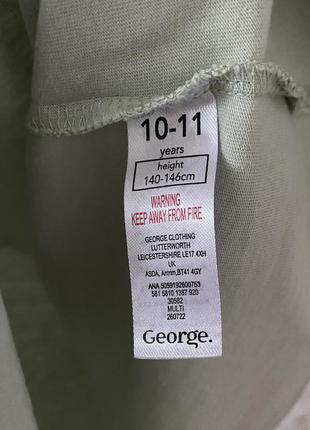 10-11
years
height
140-146cm
WARNING
KEEP AWAY FROM FIRE
GEORGE CLOTHING
LUTTERWORTH
LEICESTERSHIRE LE17 4XH
UK
ASDA, Antrim, BT41 4GY
ANA 5059192600753
581 5810 1387 920
30582
MULTI
260722
George.